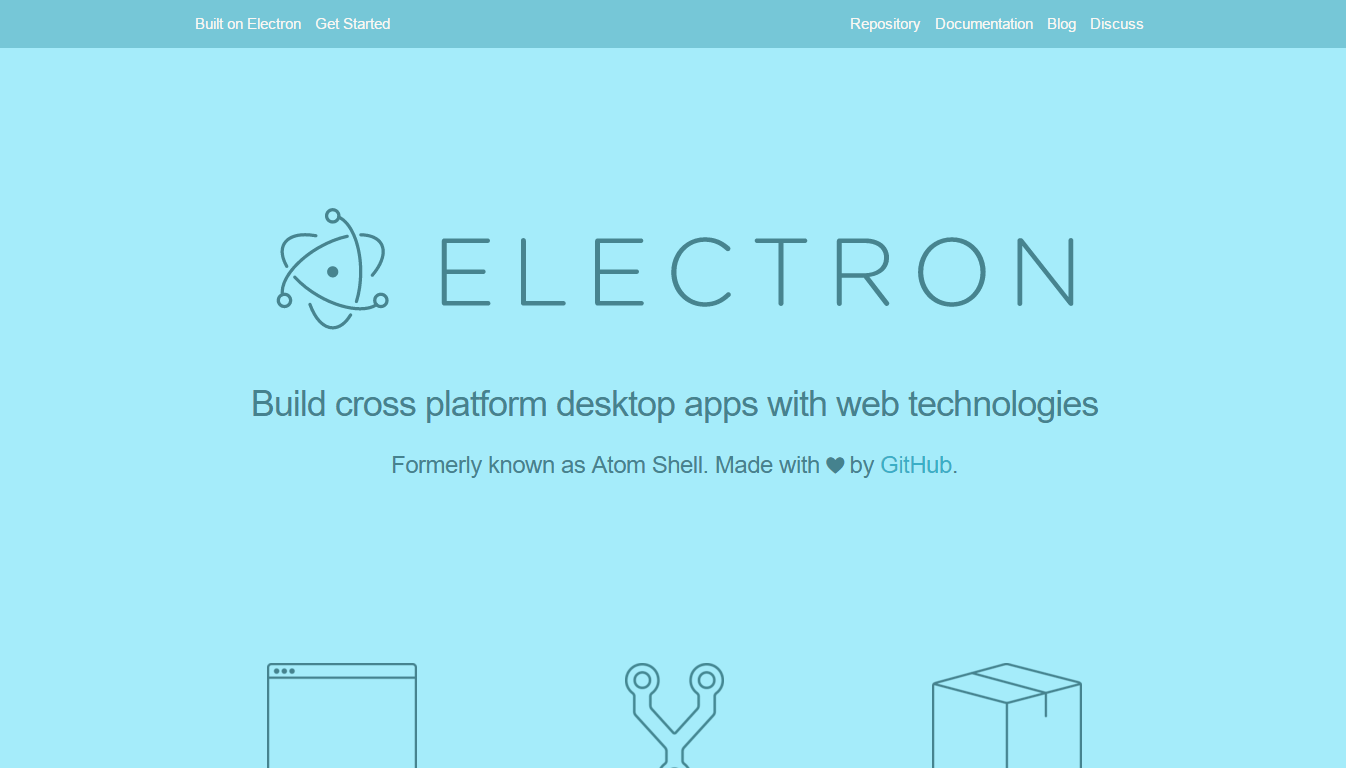 Built on Electron Get Started Repository Documentation Blog Discuss
ELECTRON
Build cross platform desktop apps with web technologies
Formerly known as Atom Shell. Made with ♥ by GitHub.